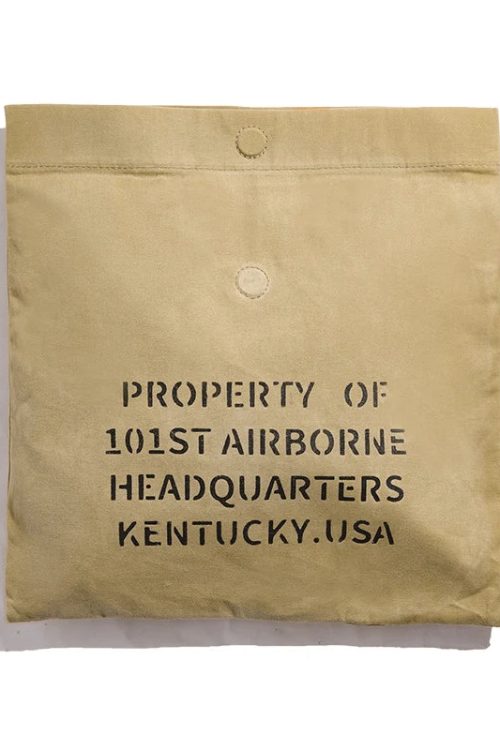 PROPERTY OF
101ST AIRBORNE
HEADQUARTERS
KENTUCKY.USA